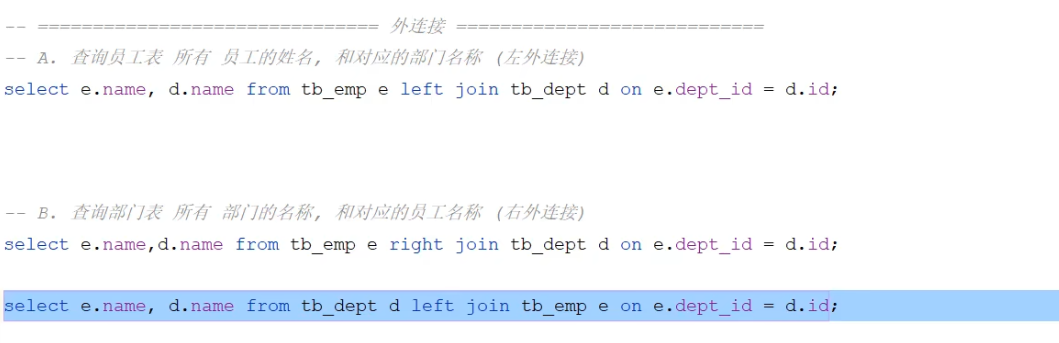 -- ============================== 外连接 ============================
-- A. 查询员工表 所有 员工的姓名, 和对应的部门名称 (左外连接)
select e.name, d.name from tb_emp e left join tb_dept d on e.dept_id = d.id;
-- B. 查询部门表 所有 部门的名称, 和对应的员工名称 (右外连接)
select e.name,d.name from tb_emp e right join tb_dept d on e.dept_id = d.id;
select e.name, d.name from tb_dept d left join tb_emp e on e.dept_id = d.id;